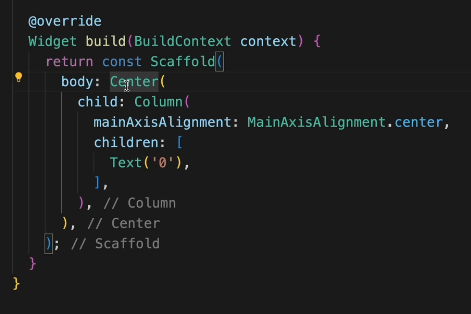 @override
Widget build(BuildContext context) {
return const Scaffold(
body: Center(
child: Column(
mainAxisAlignment: MainAxisAlignment.center,
children: [
Text('0'),
],
), // Column
), // Center
); // Scaffold
}
}